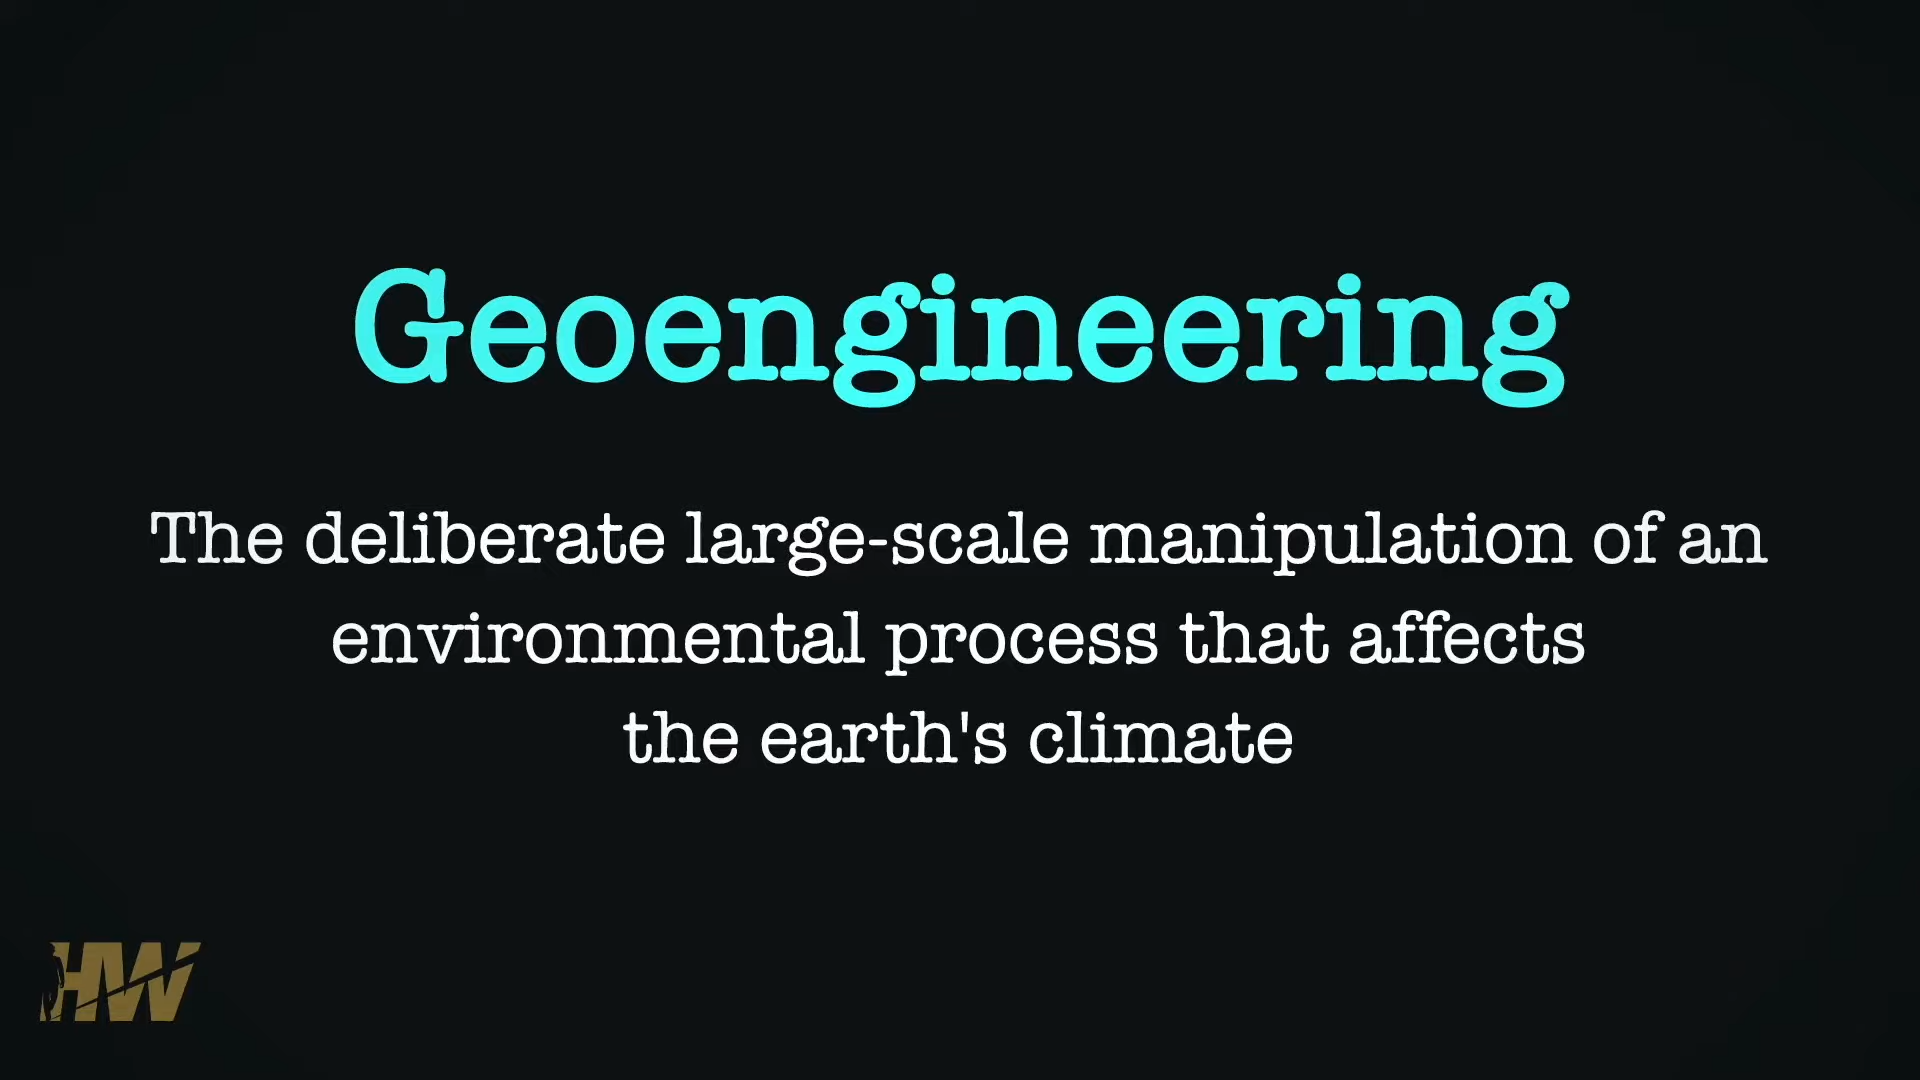 Geoengineering
The deliberate large-scale manipulation of an
environmental process that affects
the earth's climate
HW